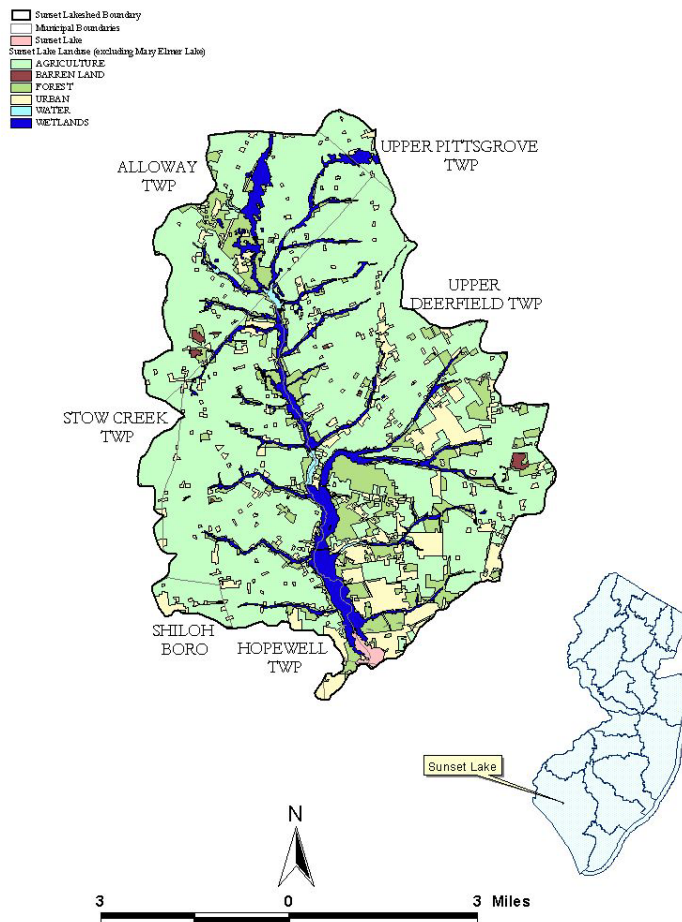 Sunset Lakeshed Boundary
Municipal Boundaries
Sunset Lake
Sunset Lake Landuse (excluding Mary Elmer Lake)
AGRICULTURE
BARREN LAND
FOREST
URBAN
WATER
WETLANDS
UPPER PITTSGROVE
TWP
ALLOWAY
TWP
UPPER
DEERFIELD TWP
STOW CREEK
TWP
SHILOH
BORO
HOPEWELL
TWP
Sunset Lake
N
3 0 3 Miles